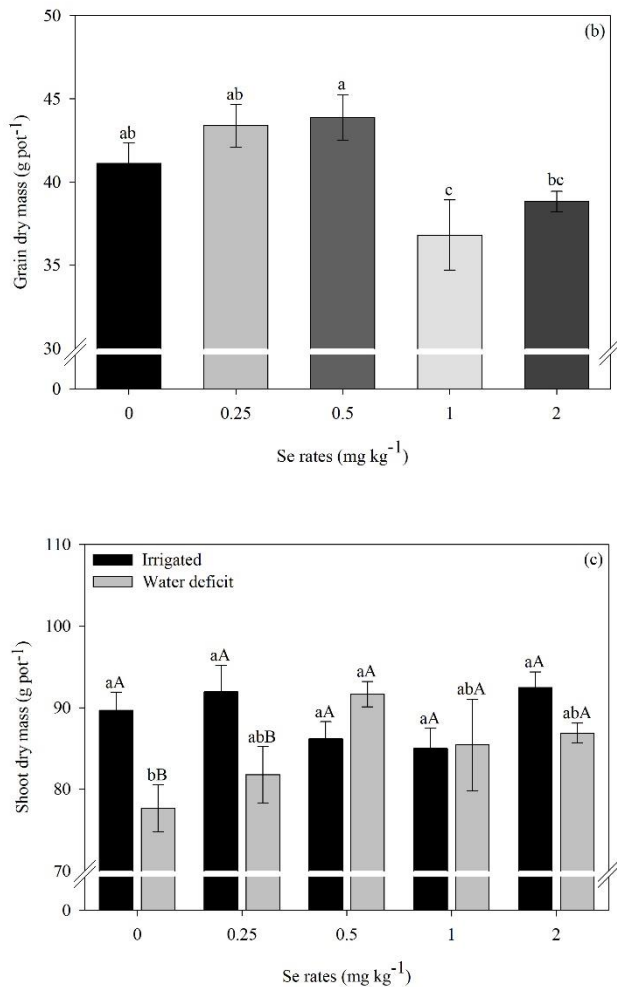 (b)
50
45
40
35
30
0
Grain dry mass (g pot⁻¹)
ab
ab
a
c
bc
0 0.25 0.5 1 2
Se rates (mg kg⁻¹)
(c)
Irrigated
Water deficit
110
100
90
80
70
0
Shoot dry mass (g pot⁻¹)
aA
bB
aA
abB
aA
aA
aA
abA
aA
abA
0 0.25 0.5 1 2
Se rates (mg kg⁻¹)